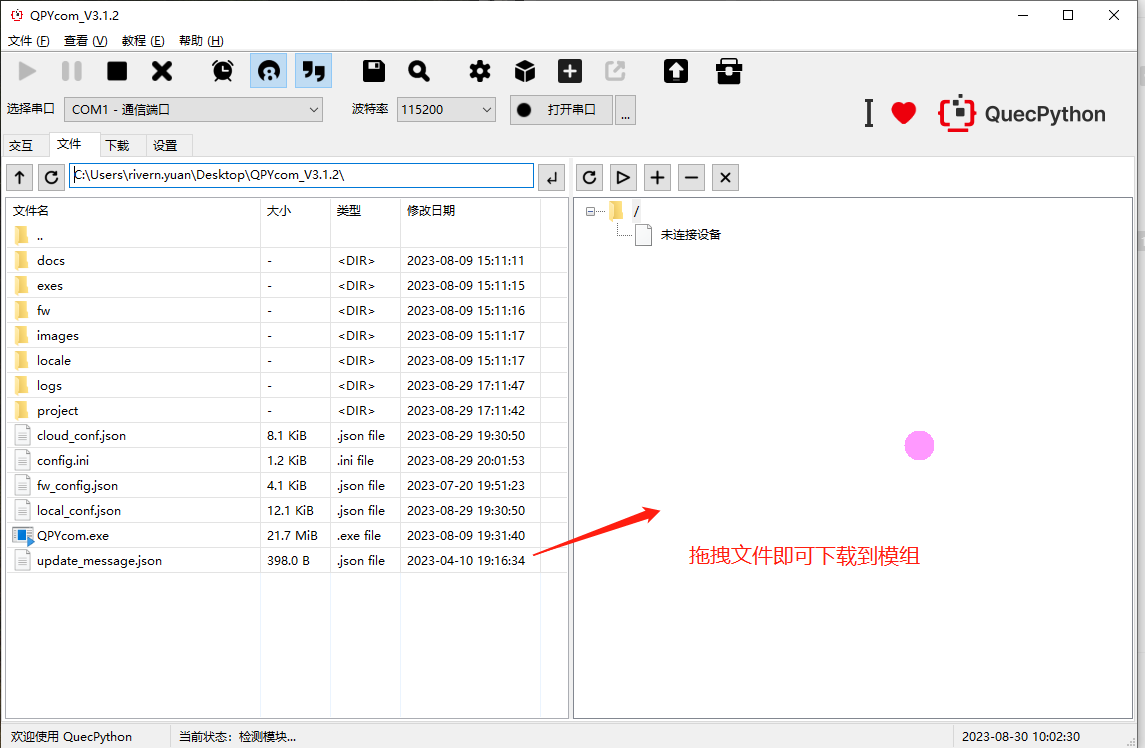 QPYcom_V3.1.2
文件 (F) 查看 (V) 教程 (E) 帮助 (H)
选择串口 COM1 - 通信端口 波特率 115200 打开串口 ... I QuecPython
交互 文件 下载 设置
C:\Users\rivern.yuan\Desktop\QPYcom_V3.1.2\
文件名 大小 类型 修改日期
..
docs - <DIR> 2023-08-09 15:11:11
exes - <DIR> 2023-08-09 15:11:15
fw - <DIR> 2023-08-09 15:11:16
images - <DIR> 2023-08-09 15:11:17
locale - <DIR> 2023-08-09 15:11:17
logs - <DIR> 2023-08-29 17:11:47
project - <DIR> 2023-08-29 17:11:42
cloud_conf.json 8.1 KiB .json file 2023-08-29 19:30:50
config.ini 1.2 KiB .ini file 2023-08-29 20:01:53
fw_config.json 4.1 KiB .json file 2023-07-20 19:51:23
local_conf.json 12.1 KiB .json file 2023-08-29 19:30:50
QPYcom.exe 21.7 MiB .exe file 2023-08-09 19:31:40
update_message.json 398.0 B .json file 2023-04-10 19:16:34
/
未连接设备
拖拽文件即可下载到模组
欢迎使用 QuecPython 当前状态：检测模块... 2023-08-30 10:02:30